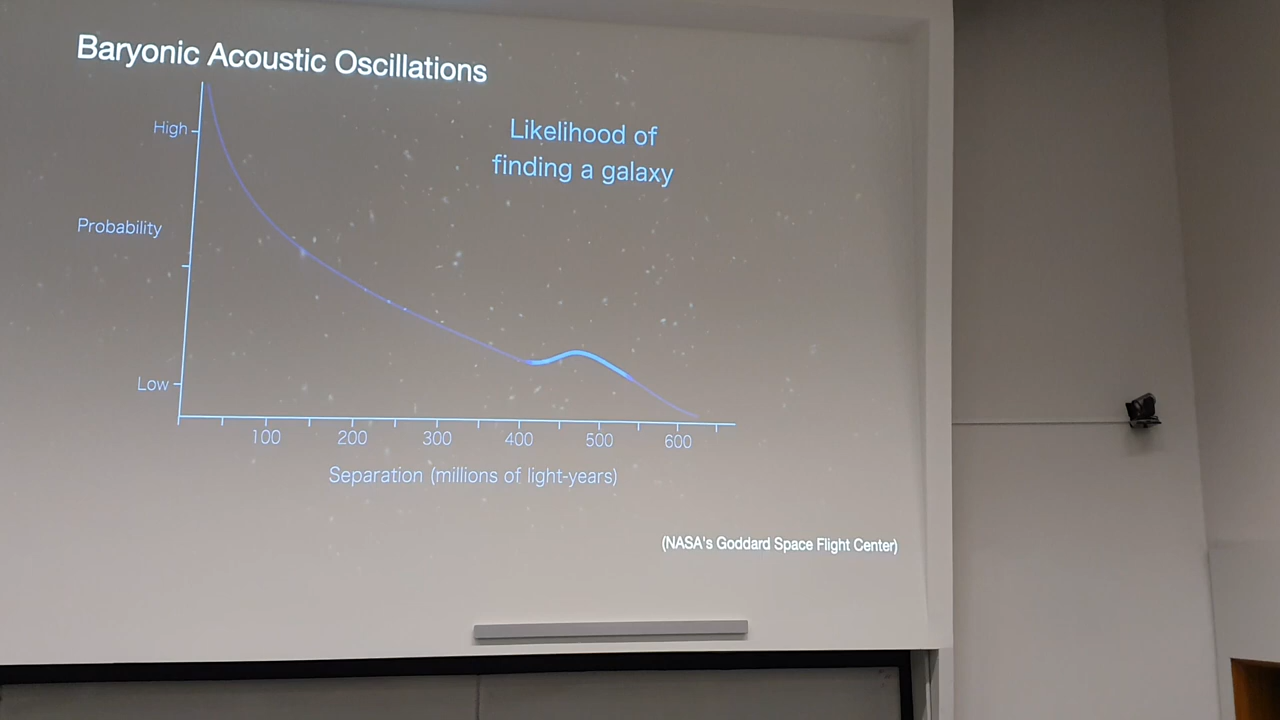 Baryonic Acoustic Oscillations
Likelihood of
finding a galaxy
High
Probability
Low
100 200 300 400 500 600
Separation (millions of light-years)
(NASA's Goddard Space Flight Center)